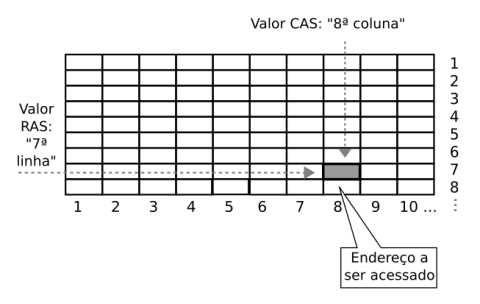 Valor CAS: "8ª coluna"
Valor
RAS:
"7ª
linha"
1
2
3
4
5
6
7
8
1 2 3 4 5 6 7 8 9 10 ...
Endereço a
ser acessado